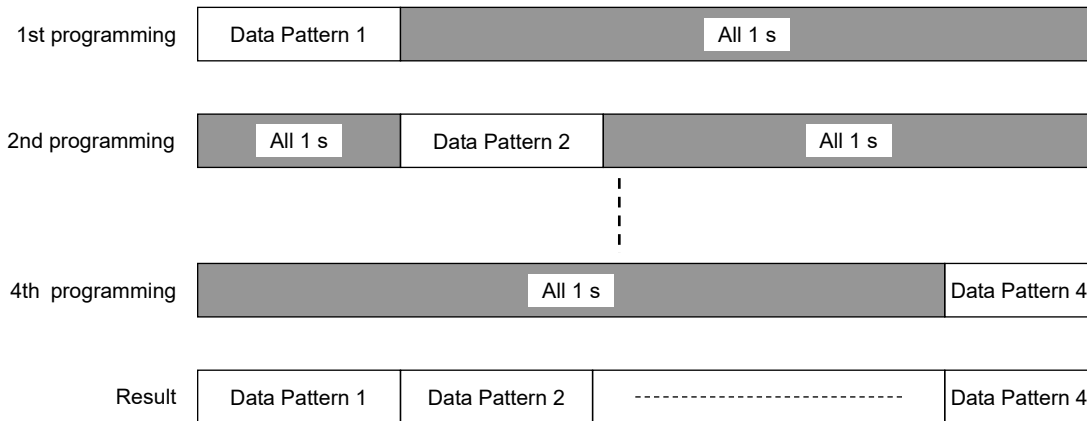 1st programming Data Pattern 1 All 1 s
2nd programming All 1 s Data Pattern 2 All 1 s
4th programming All 1 s Data Pattern 4
Result Data Pattern 1 Data Pattern 2 Data Pattern 4